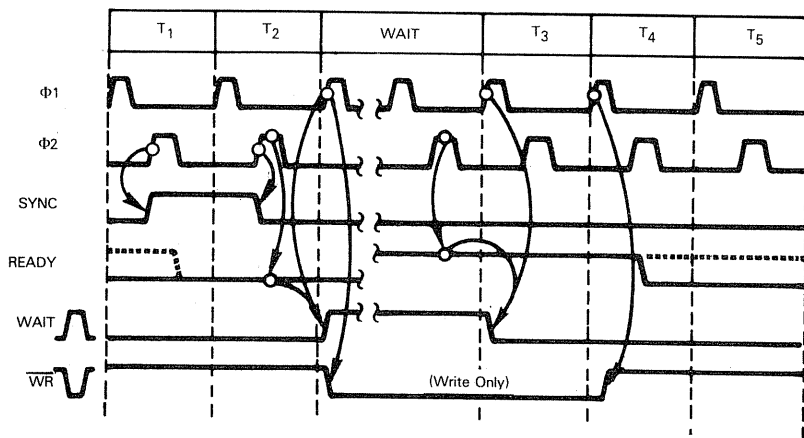 T1 T2 WAIT T3 T4 T5
Φ1
Φ2
SYNC
READY
WAIT
WR (Write Only)